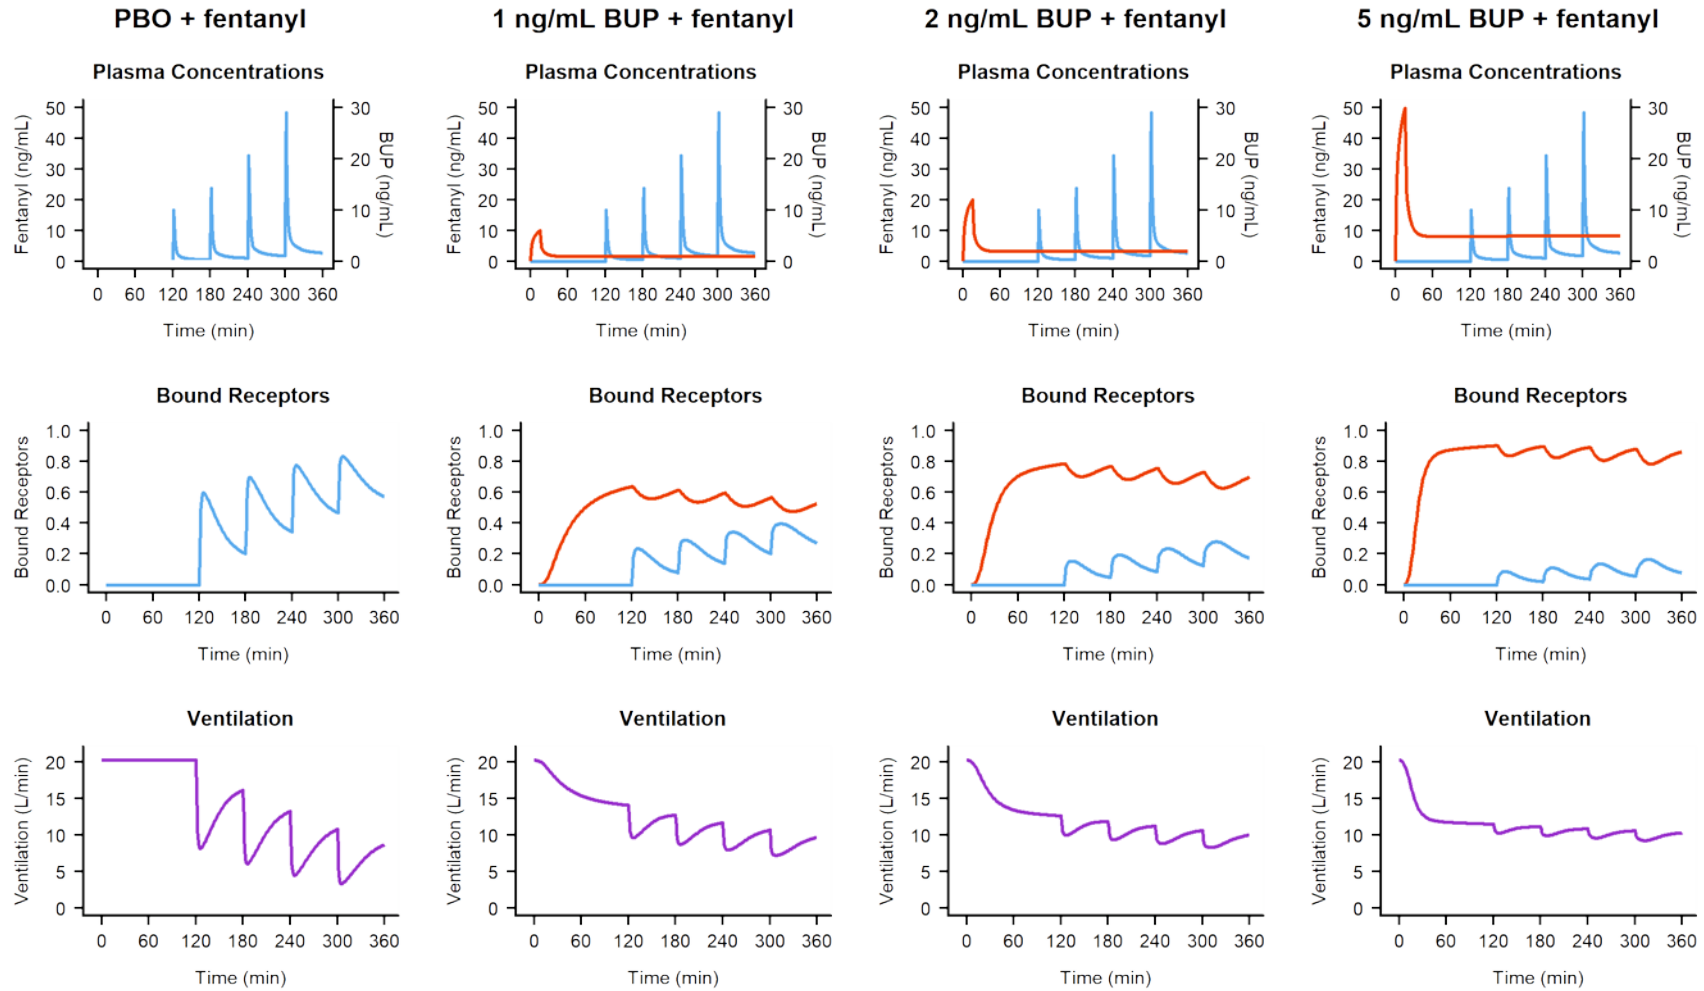 PBO + fentanyl
1 ng/mL BUP + fentanyl
2 ng/mL BUP + fentanyl
5 ng/mL BUP + fentanyl
Plasma Concentrations
Plasma Concentrations
Plasma Concentrations
Plasma Concentrations
Fentanyl (ng/mL)
50
40
30
20
10
0
30
20
10
0
BUP (ng/mL)
0 60 120 180 240 300 360
Time (min)
Fentanyl (ng/mL)
50
40
30
20
10
0
30
20
10
0
BUP (ng/mL)
0 60 120 180 240 300 360
Time (min)
Fentanyl (ng/mL)
50
40
30
20
10
0
30
20
10
0
BUP (ng/mL)
0 60 120 180 240 300 360
Time (min)
Fentanyl (ng/mL)
50
40
30
20
10
0
30
20
10
0
BUP (ng/mL)
0 60 120 180 240 300 360
Time (min)
Bound Receptors
Bound Receptors
Bound Receptors
Bound Receptors
Bound Receptors
1.0
0.8
0.6
0.4
0.2
0.0
0 60 120 180 240 300 360
Time (min)
Bound Receptors
1.0
0.8
0.6
0.4
0.2
0.0
0 60 120 180 240 300 360
Time (min)
Bound Receptors
1.0
0.8
0.6
0.4
0.2
0.0
0 60 120 180 240 300 360
Time (min)
Bound Receptors
1.0
0.8
0.6
0.4
0.2
0.0
0 60 120 180 240 300 360
Time (min)
Ventilation
Ventilation
Ventilation
Ventilation
Ventilation (L/min)
20
15
10
5
0
0 60 120 180 240 300 360
Time (min)
Ventilation (L/min)
20
15
10
5
0
0 60 120 180 240 300 360
Time (min)
Ventilation (L/min)
20
15
10
5
0
0 60 120 180 240 300 360
Time (min)
Ventilation (L/min)
20
15
10
5
0
0 60 120 180 240 300 360
Time (min)